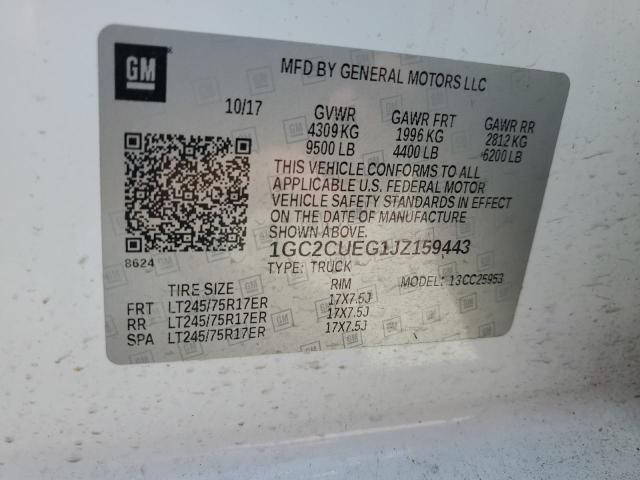 GM
MFD BY GENERAL MOTORS LLC
10/17 GVWR GAWR FRT GAWR RR
4309 KG 1996 KG 2812 KG
9500 LB 4400 LB 6200 LB
THIS VEHICLE CONFORMS TO ALL
APPLICABLE U.S. FEDERAL MOTOR
VEHICLE SAFETY STANDARDS IN EFFECT
ON THE DATE OF MANUFACTURE
SHOWN ABOVE.
8624 1GC2CUEG1JZ159443
TYPE: TRUCK MODEL: 13CC25953
TIRE SIZE RIM
FRT LT245/75R17ER 17X7.5J
RR LT245/75R17ER 17X7.5J
SPA LT245/75R17ER 17X7.5J